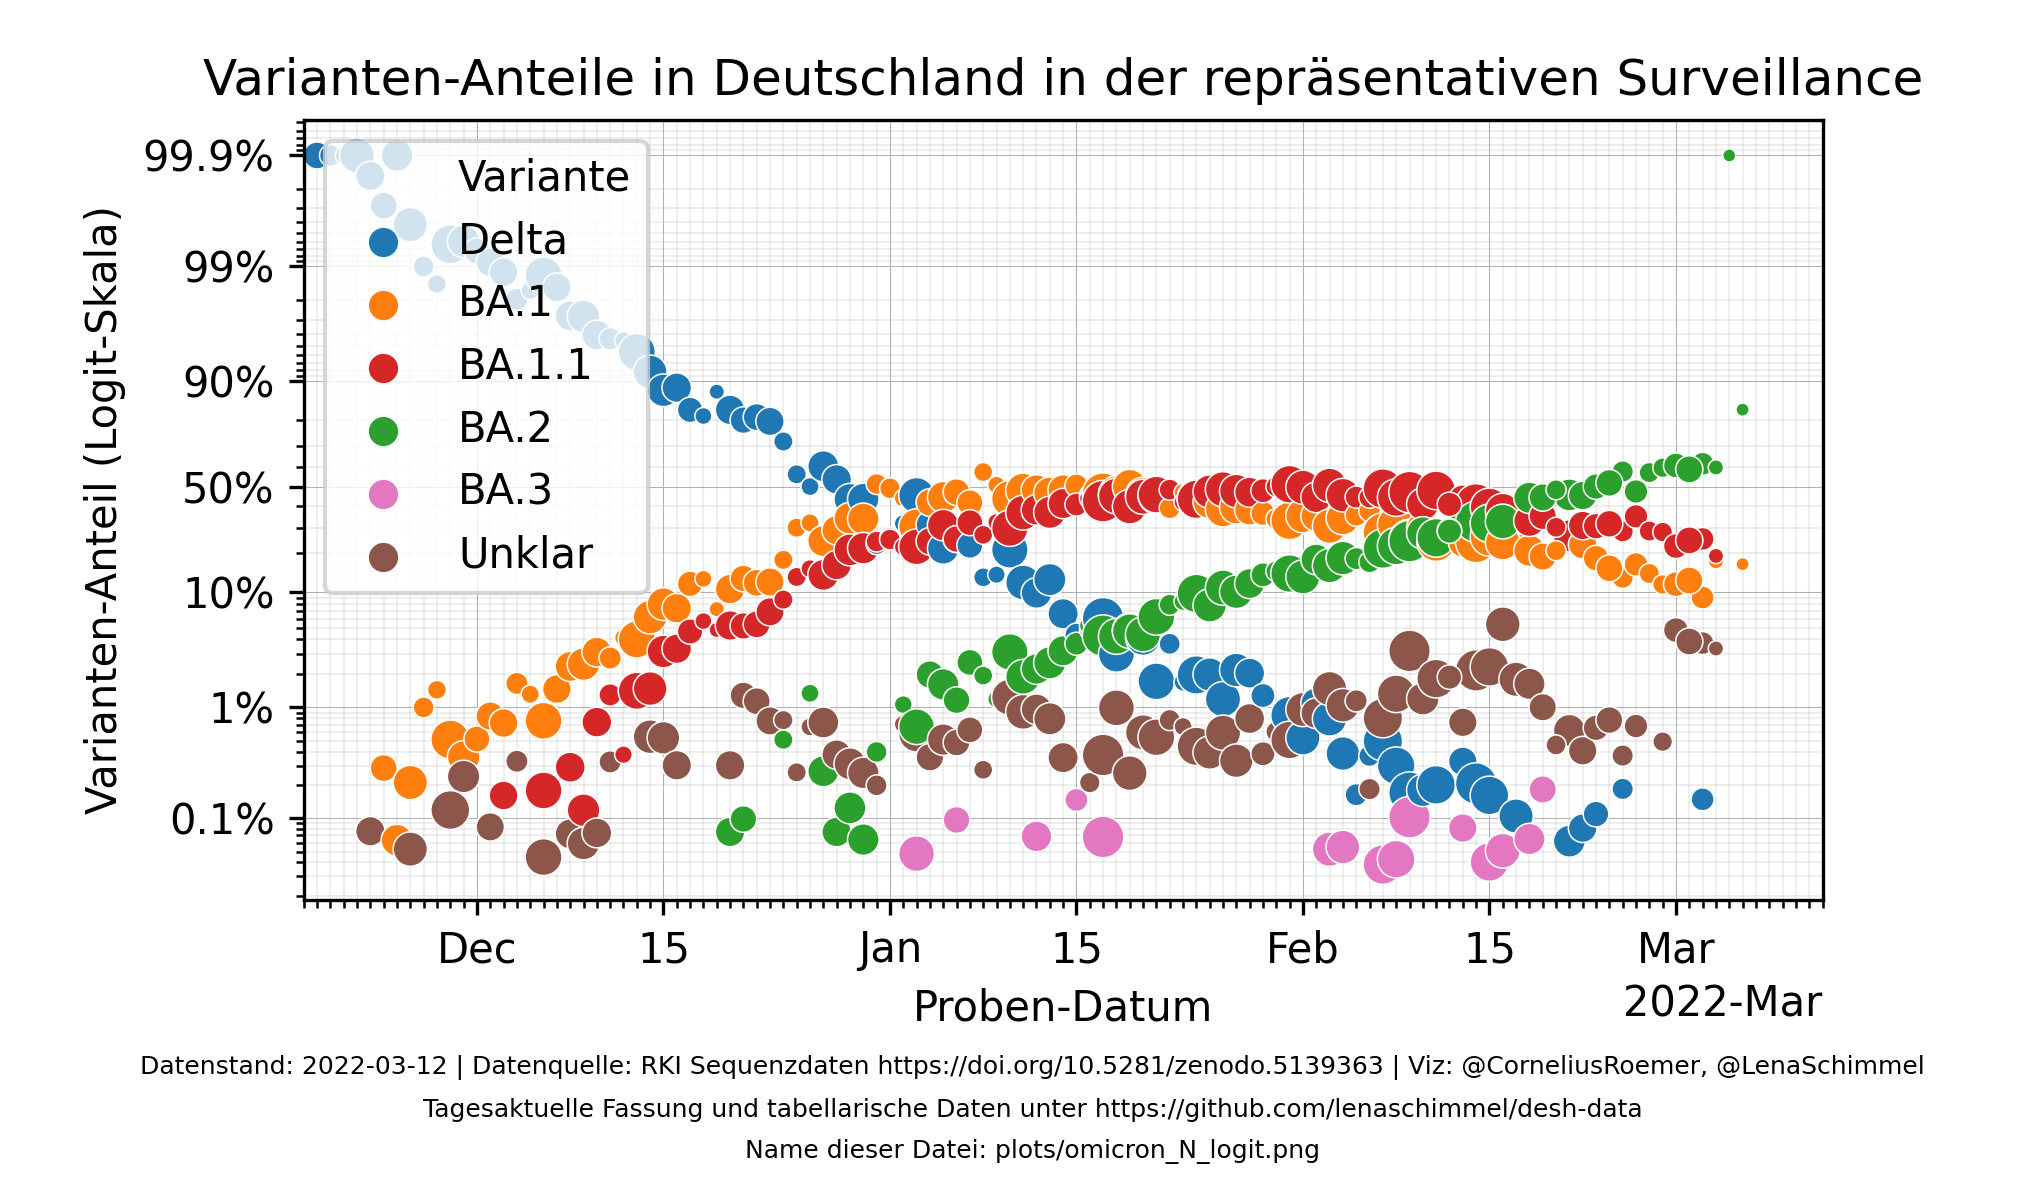 Varianten-Anteile in Deutschland in der repräsentativen Surveillance
Varianten-Anteil (Logit-Skala)
99.9%
99%
90%
50%
10%
1%
0.1%
Variante
Delta
BA.1
BA.1.1
BA.2
BA.3
Unklar
Dec 15 Jan 15 Feb 15 Mar
2022-Mar
Proben-Datum
Datenstand: 2022-03-12 | Datenquelle: RKI Sequenzdaten https://doi.org/10.5281/zenodo.5139363 | Viz: @CorneliusRoemer, @LenaSchimmel
Tagesaktuelle Fassung und tabellarische Daten unter https://github.com/lenaschimmel/desh-data
Name dieser Datei: plots/omicron_N_logit.png